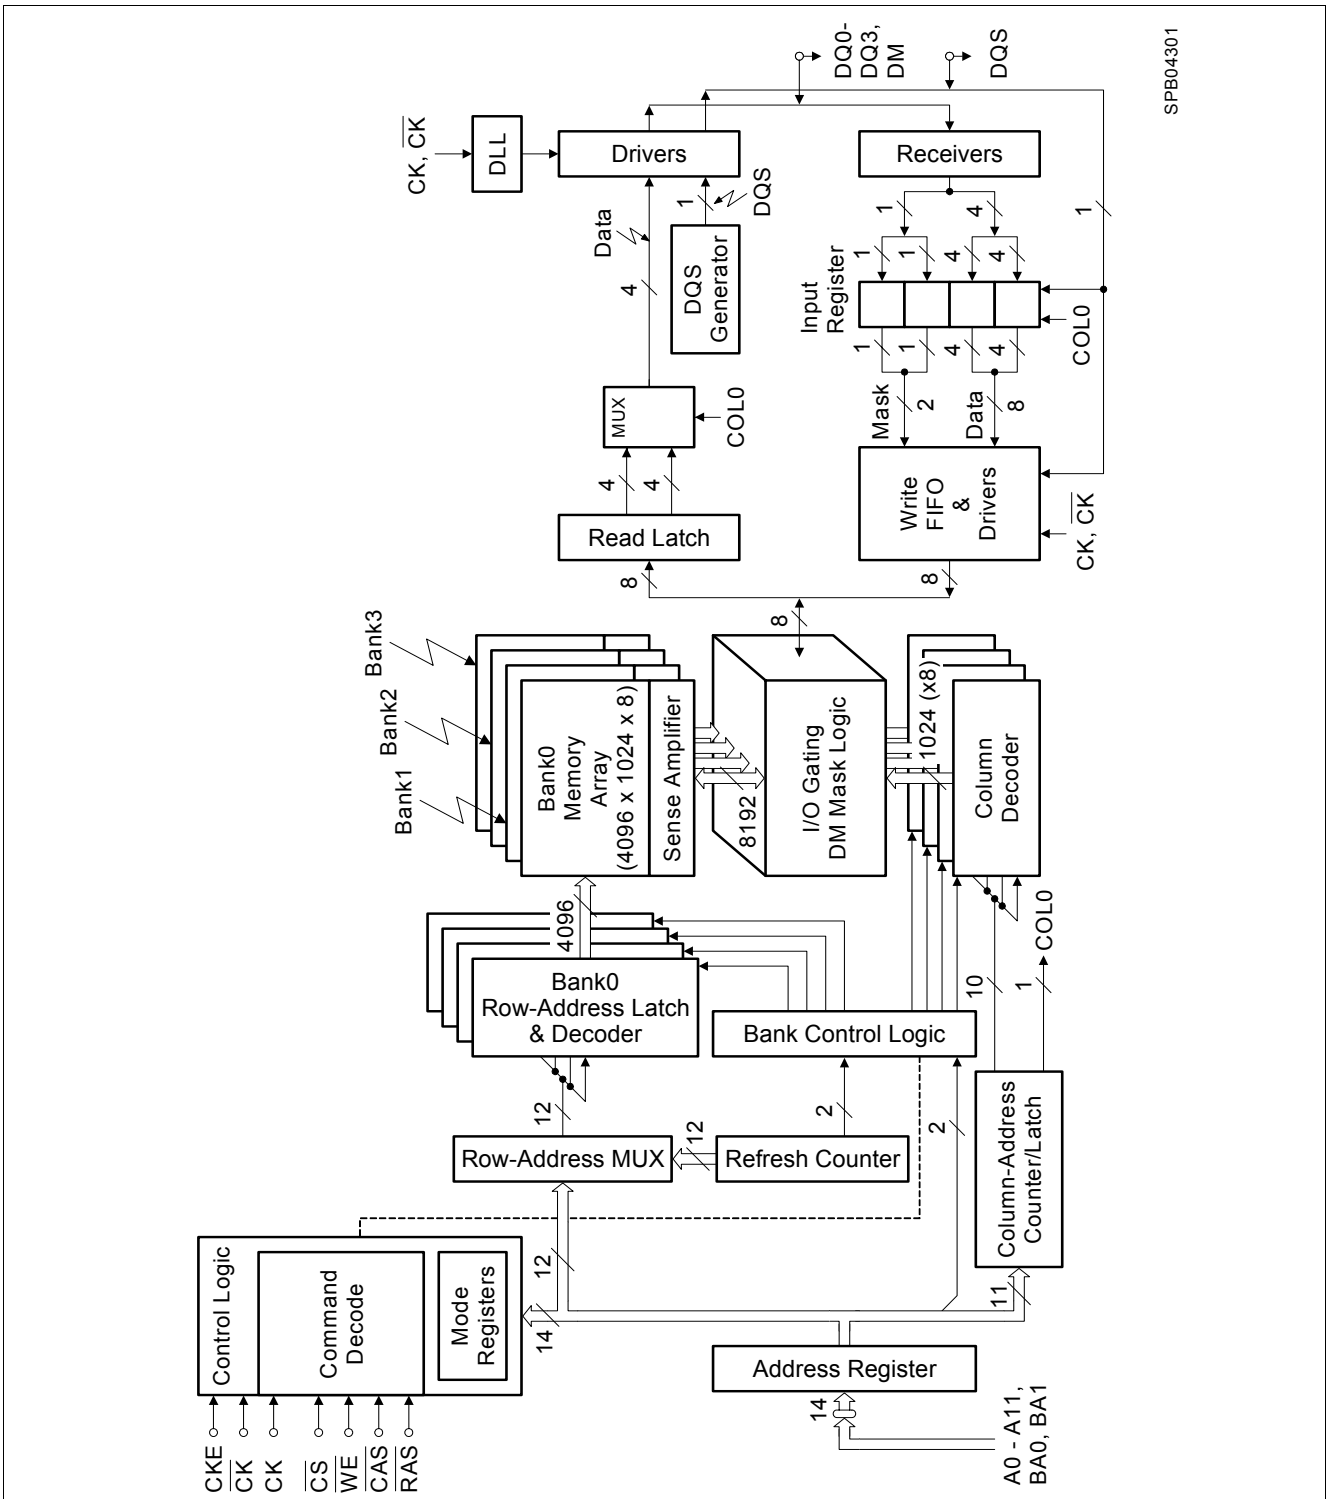 CKE
CK
CK
CS
WE
CAS
RAS
Control Logic
Command
Decode
Mode
Registers
14
12
A0 - A11,
BA0, BA1
14
Address Register
11
Row-Address MUX
12
Refresh Counter
12
2
2
Column-Address
Counter/Latch
Bank0
Row-Address Latch
& Decoder
4096
Bank Control Logic
10
1
COL0
Bank1
Bank2
Bank3
Bank0
Memory
Array
(4096 x 1024 x 8)
Sense Amplifier
8192
I/O Gating
DM Mask Logic
1024 (x8)
Column
Decoder
8
8
8
Read Latch
4
4
MUX
COL0
4
Data
DQS
Generator
1
DQS
CK, CK
DLL
Drivers
Write
FIFO
&
Drivers
CK, CK
Mask
2
Data
8
1
1
4
4
Input
Register
COL0
1
1
4
4
1
4
1
Receivers
DQ0-
DQ3,
DM
DQS
SPB04301